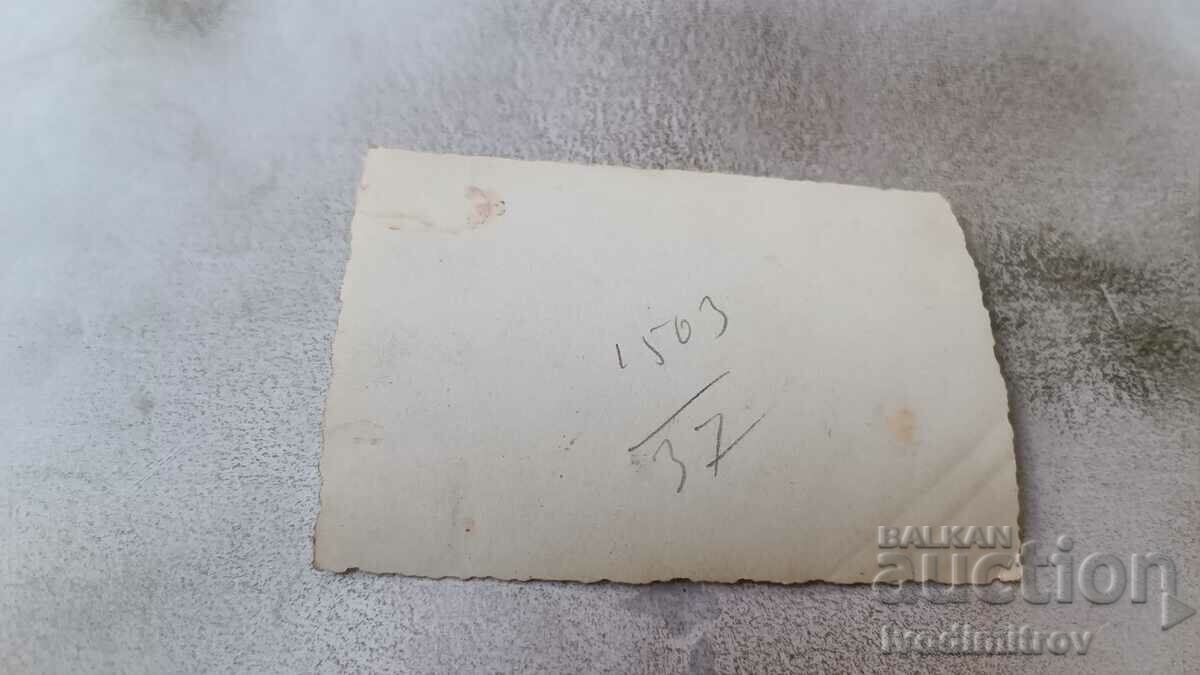 1503
37
BALKAN
auction
Ivodimitrov